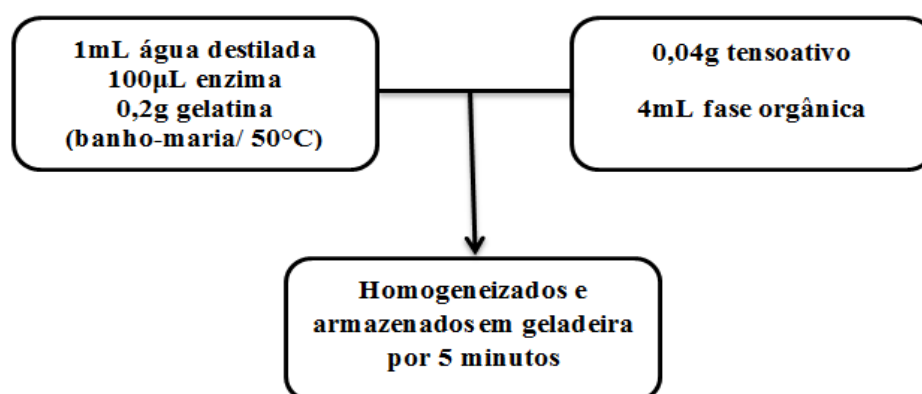 1mL água destilada
100µL enzima
0,2g gelatina
(banho-maria/ 50°C)
0,04g tensoativo
4mL fase orgânica
Homogeneizados e
armazenados em geladeira
por 5 minutos